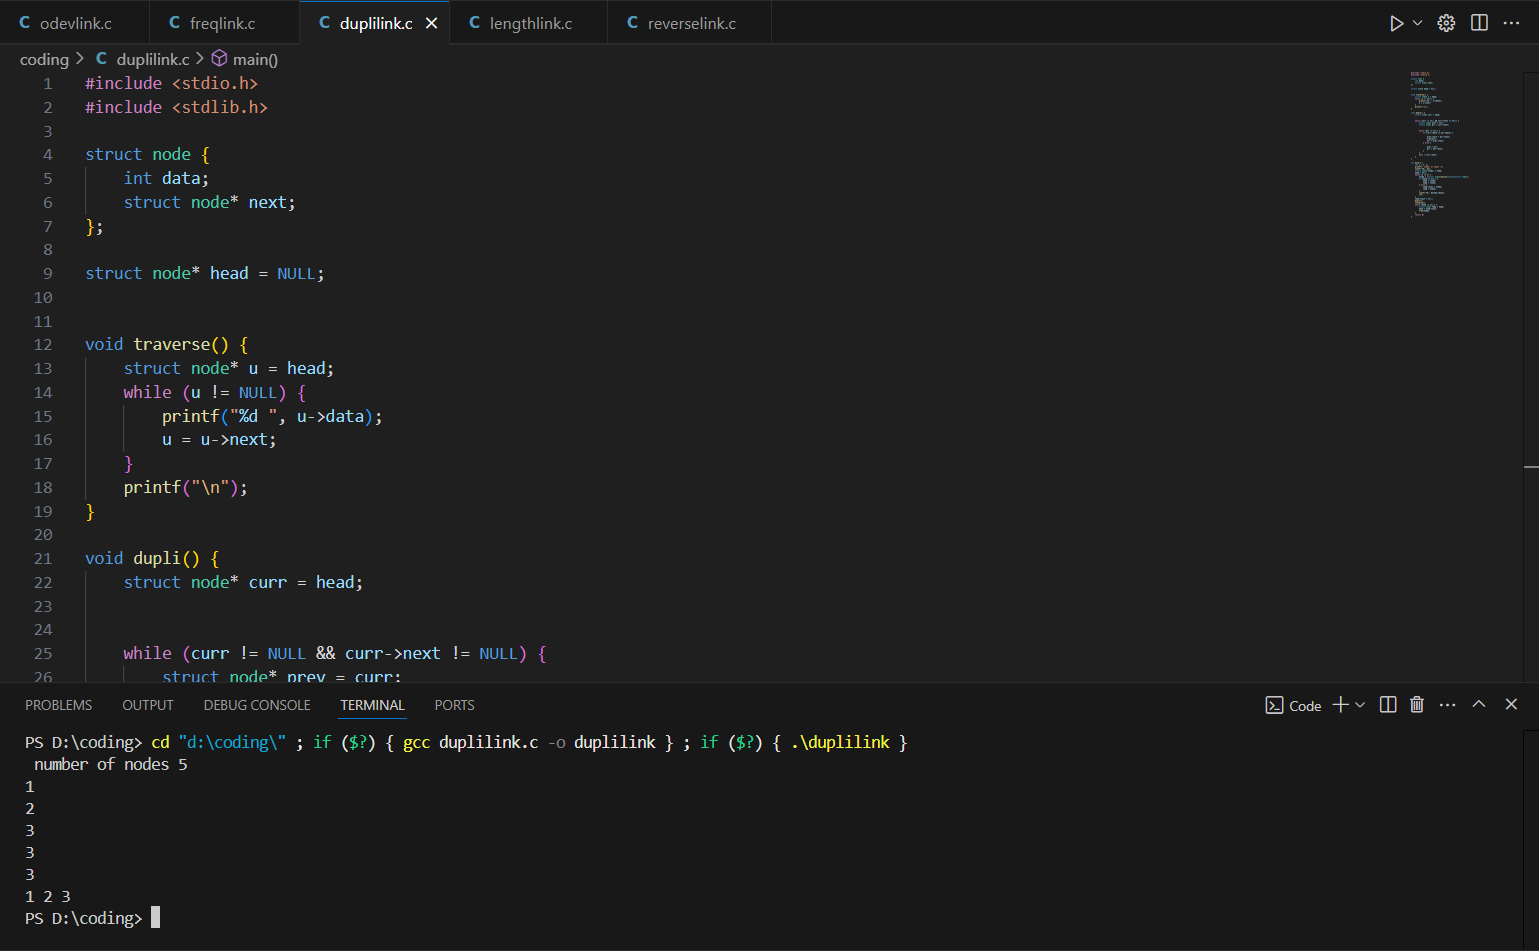 C odevlink.c C freqlink.c C duplilink.c × C lengthlink.c C reverselink.c
coding > C duplilink.c > main()
1 #include <stdio.h>
2 #include <stdlib.h>
3
4 struct node {
5 int data;
6 struct node* next;
7 };
8
9 struct node* head = NULL;
10
11
12 void traverse() {
13 struct node* u = head;
14 while (u != NULL) {
15 printf("%d ", u->data);
16 u = u->next;
17 }
18 printf("\n");
19 }
20
21 void dupli() {
22 struct node* curr = head;
23
24
25 while (curr != NULL && curr->next != NULL) {
26 struct node* prev = curr;
PROBLEMS OUTPUT DEBUG CONSOLE TERMINAL PORTS Code
PS D:\coding> cd "d:\coding\" ; if ($?) { gcc duplilink.c -o duplilink } ; if ($?) { .\duplilink }
number of nodes 5
1
2
3
3
3
1 2 3
PS D:\coding>